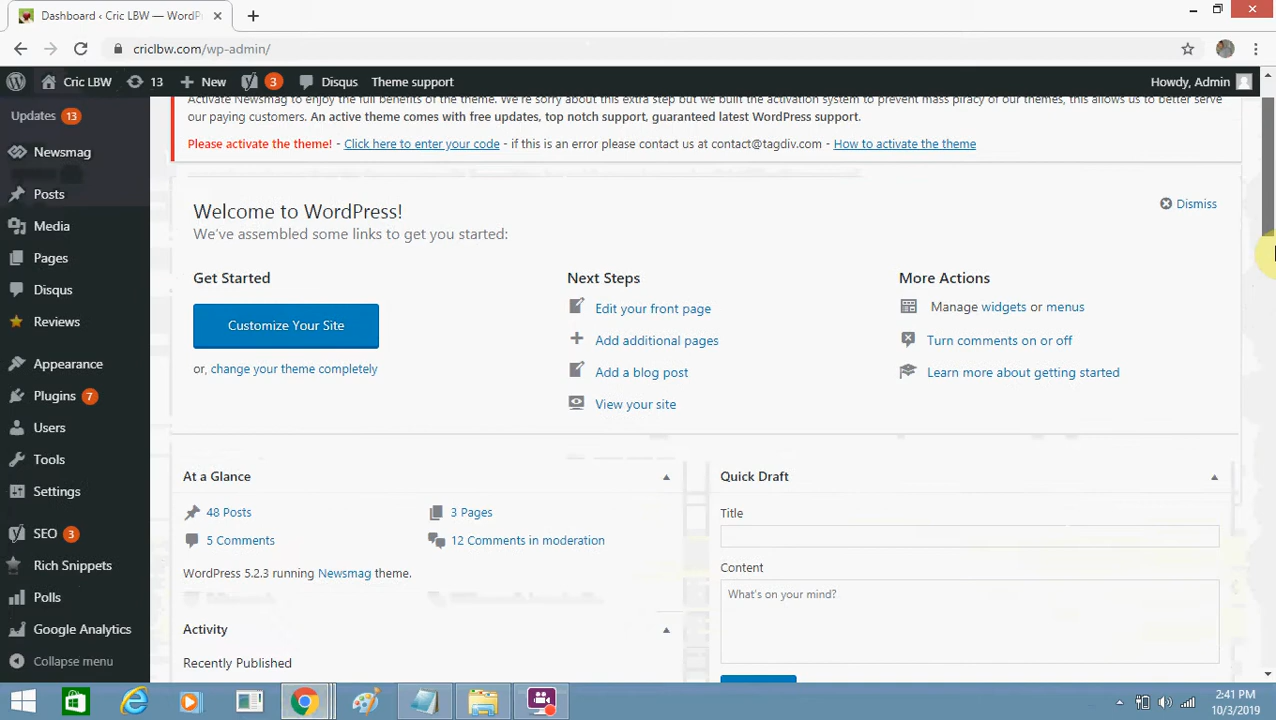 Dashboard ‹ Cric LBW — WordPr
criclbw.com/wp-admin/
Cric LBW 13 New 3 Disqus Theme support Howdy, Admin
Activate Newsmag to enjoy the full benefits of the theme. We're sorry about this extra step but we built the activation system to prevent mass piracy of our themes, this allows us to better serve
our paying customers. An active theme comes with free updates, top notch support, guaranteed latest WordPress support.
Please activate the theme! - Click here to enter your code - if this is an error please contact us at contact@tagdiv.com - How to activate the theme
Updates 13
Newsmag
Posts
Media
Pages
Disqus
Reviews
Appearance
Plugins 7
Users
Tools
Settings
SEO 3
Rich Snippets
Polls
Google Analytics
Collapse menu
Welcome to WordPress!
Dismiss
We've assembled some links to get you started:
Get Started
Customize Your Site
or, change your theme completely
Next Steps
Edit your front page
Add additional pages
Add a blog post
View your site
More Actions
Manage widgets or menus
Turn comments on or off
Learn more about getting started
At a Glance
48 Posts
3 Pages
5 Comments
12 Comments in moderation
WordPress 5.2.3 running Newsmag theme.
Activity
Recently Published
Quick Draft
Title
Content
What's on your mind?
2:41 PM
10/3/2019